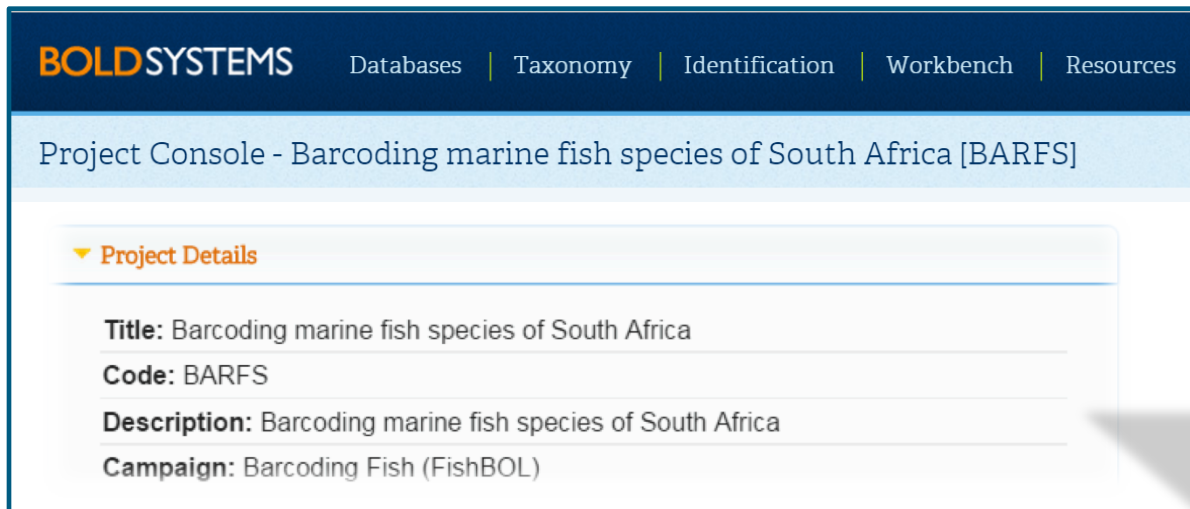 BOLDSYSTEMS Databases | Taxonomy | Identification | Workbench | Resources
Project Console - Barcoding marine fish species of South Africa [BARFS]
Project Details
Title: Barcoding marine fish species of South Africa
Code: BARFS
Description: Barcoding marine fish species of South Africa
Campaign: Barcoding Fish (FishBOL)